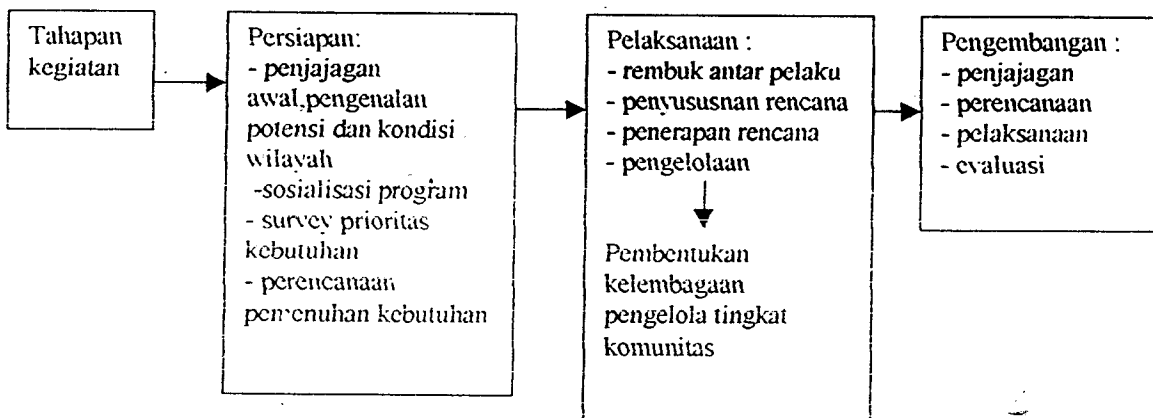 Tahapan
kegiatan
Persiapan:
- penjajagan
awal,pengenalan
potensi dan kondisi
wilayah
-sosialisasi program
- survey prioritas
kebutuhan
- perencanaan
pemenuhan kebutuhan
Pelaksanaan :
- rembuk antar pelaku
- penyususnan rencana
- penerapan rencana
- pengelolaan
Pembentukan
kelembagaan
pengelola tingkat
komunitas
Pengembangan :
- penjajagan
- perencanaan
- pelaksanaan
- evaluasi